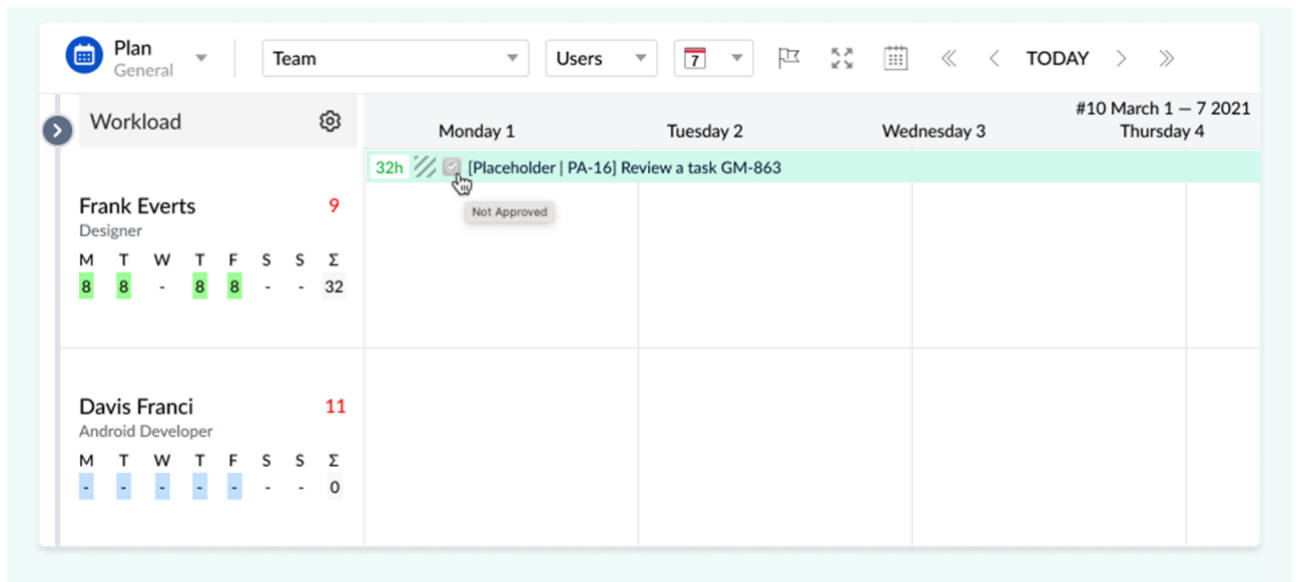 Plan
General
Team
Users
7
TODAY
Workload
#10 March 1 — 7 2021
Monday 1 Tuesday 2 Wednesday 3 Thursday 4
32h [Placeholder | PA-16] Review a task GM-863
Not Approved
Frank Everts 9
Designer
M T W T F S S Σ
8 8 - 8 8 - - 32
Davis Franci 11
Android Developer
M T W T F S S Σ
- - - - - - - 0